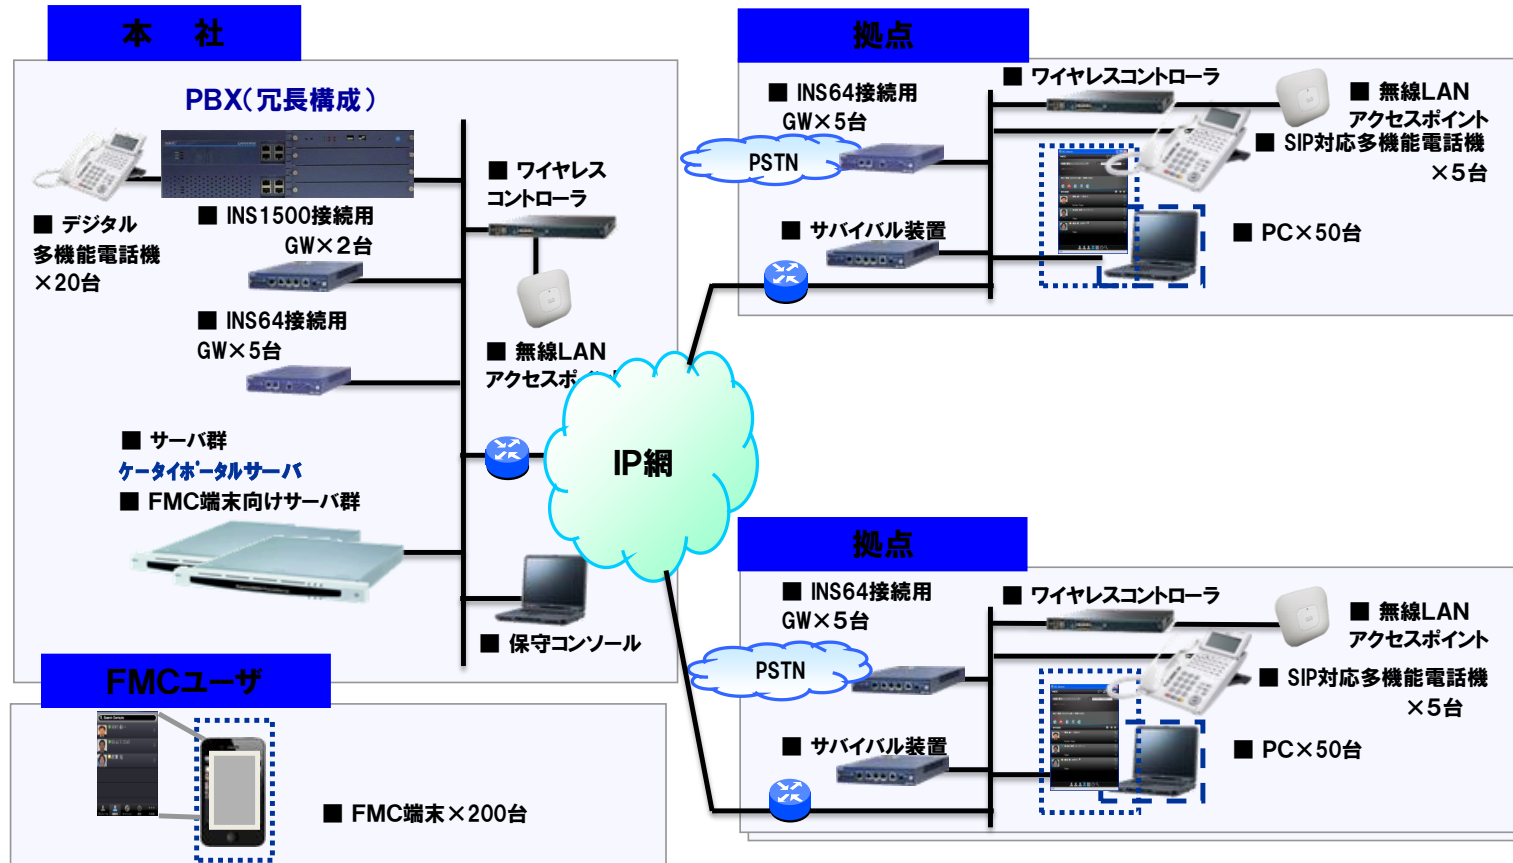 本 社
PBX(冗長構成)
■ デジタル
多機能電話機
×20台
■ INS1500接続用
GW×2台
■ INS64接続用
GW×5台
■ ワイヤレス
コントローラ
■ 無線LAN
アクセスポ
■ サーバ群
ケータイポータルサーバ
■ FMC端末向けサーバ群
■ 保守コンソール
IP網
FMCユーザ
■ FMC端末×200台
拠点
■ INS64接続用
GW×5台
PSTN
■ サバイバル装置
■ ワイヤレスコントローラ
■ 無線LAN
アクセスポイント
■ SIP対応多機能電話機
×5台
■ PC×50台
拠点
■ INS64接続用
GW×5台
PSTN
■ サバイバル装置
■ ワイヤレスコントローラ
■ 無線LAN
アクセスポイント
■ SIP対応多機能電話機
×5台
■ PC×50台